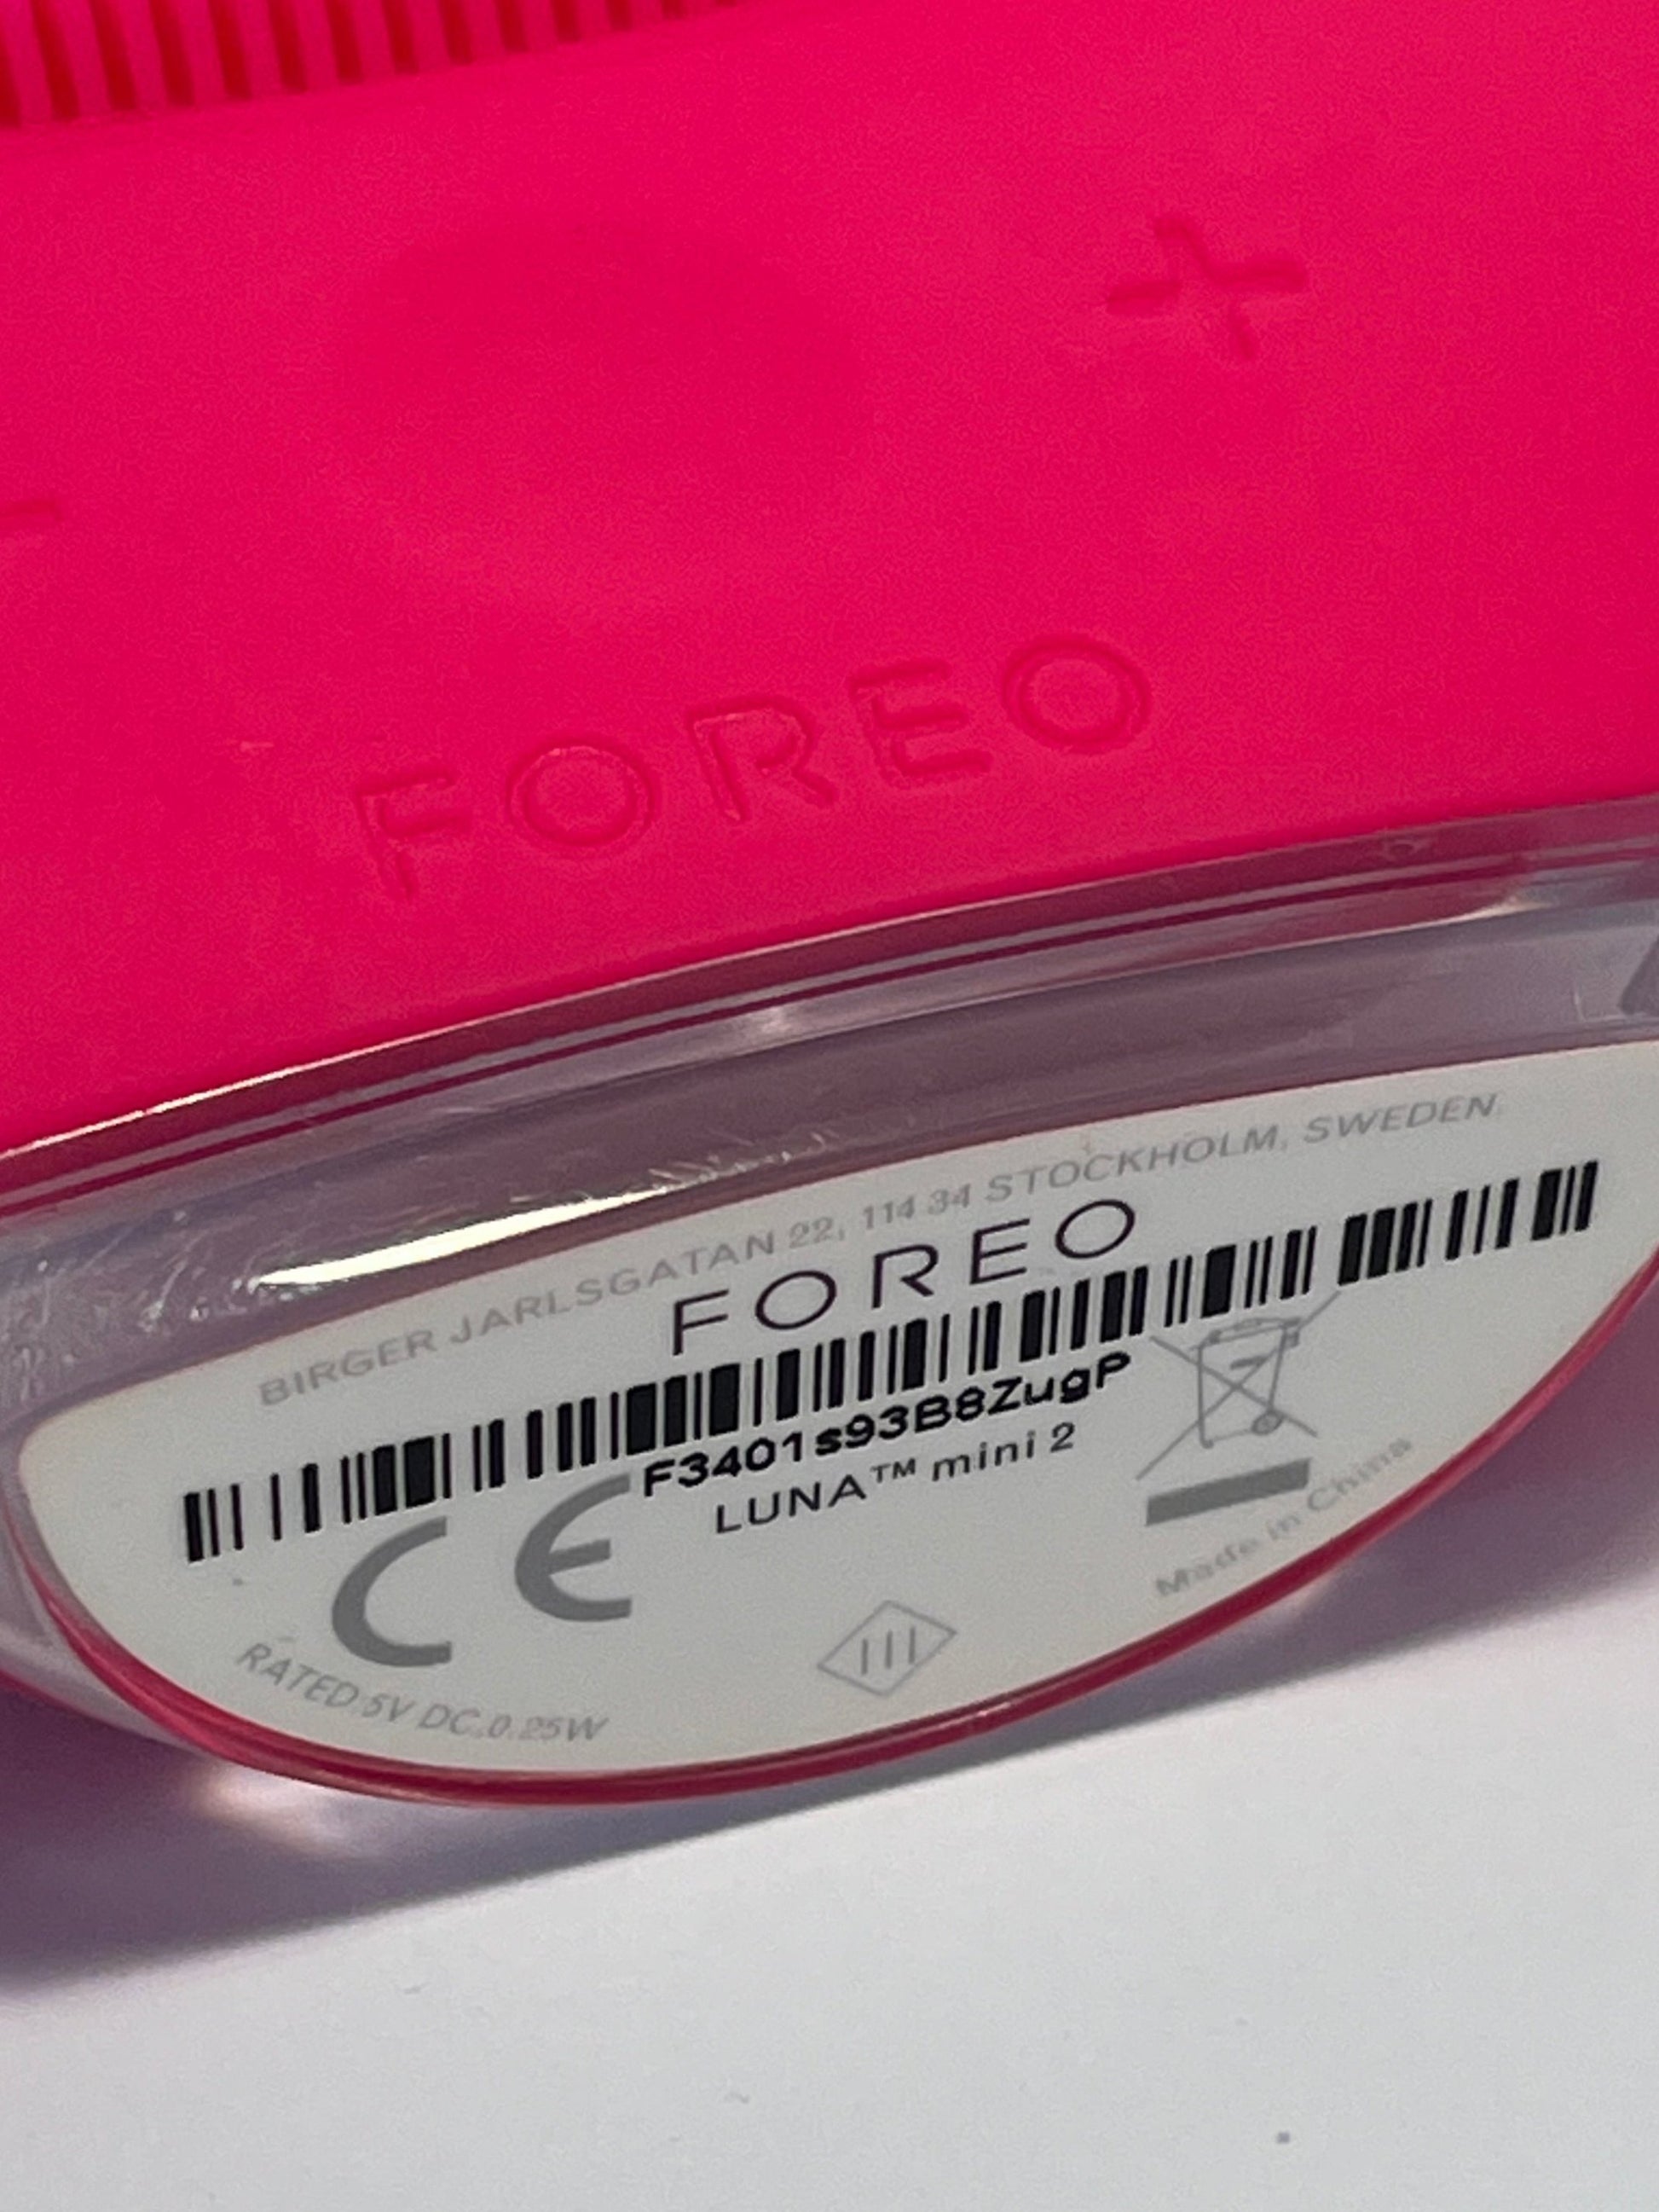 +
-
FOREO
BIRGER JARLSGATAN 22, 114 34 STOCKHOLM, SWEDEN
FOREO
F3401s93B8ZugP
LUNA™ mini 2
CE
Made in China
RATED:5V DC,0.25W